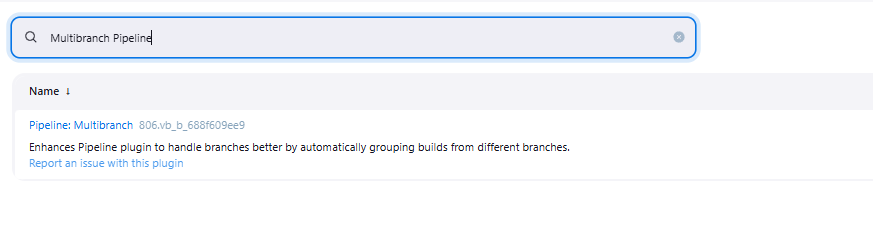 Multibranch Pipeline
Name ↓
Pipeline: Multibranch 806.vb_b_688f609ee9
Enhances Pipeline plugin to handle branches better by automatically grouping builds from different branches.
Report an issue with this plugin